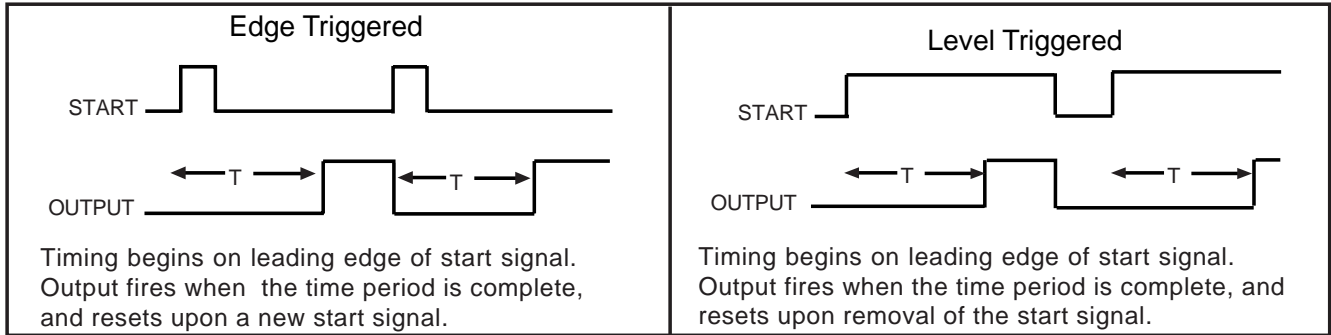 Edge Triggered
START
T
T
OUTPUT
Timing begins on leading edge of start signal.
Output fires when the time period is complete,
and resets upon a new start signal.
Level Triggered
START
T
T
OUTPUT
Timing begins on leading edge of start signal.
Output fires when the time period is complete, and
resets upon removal of the start signal.